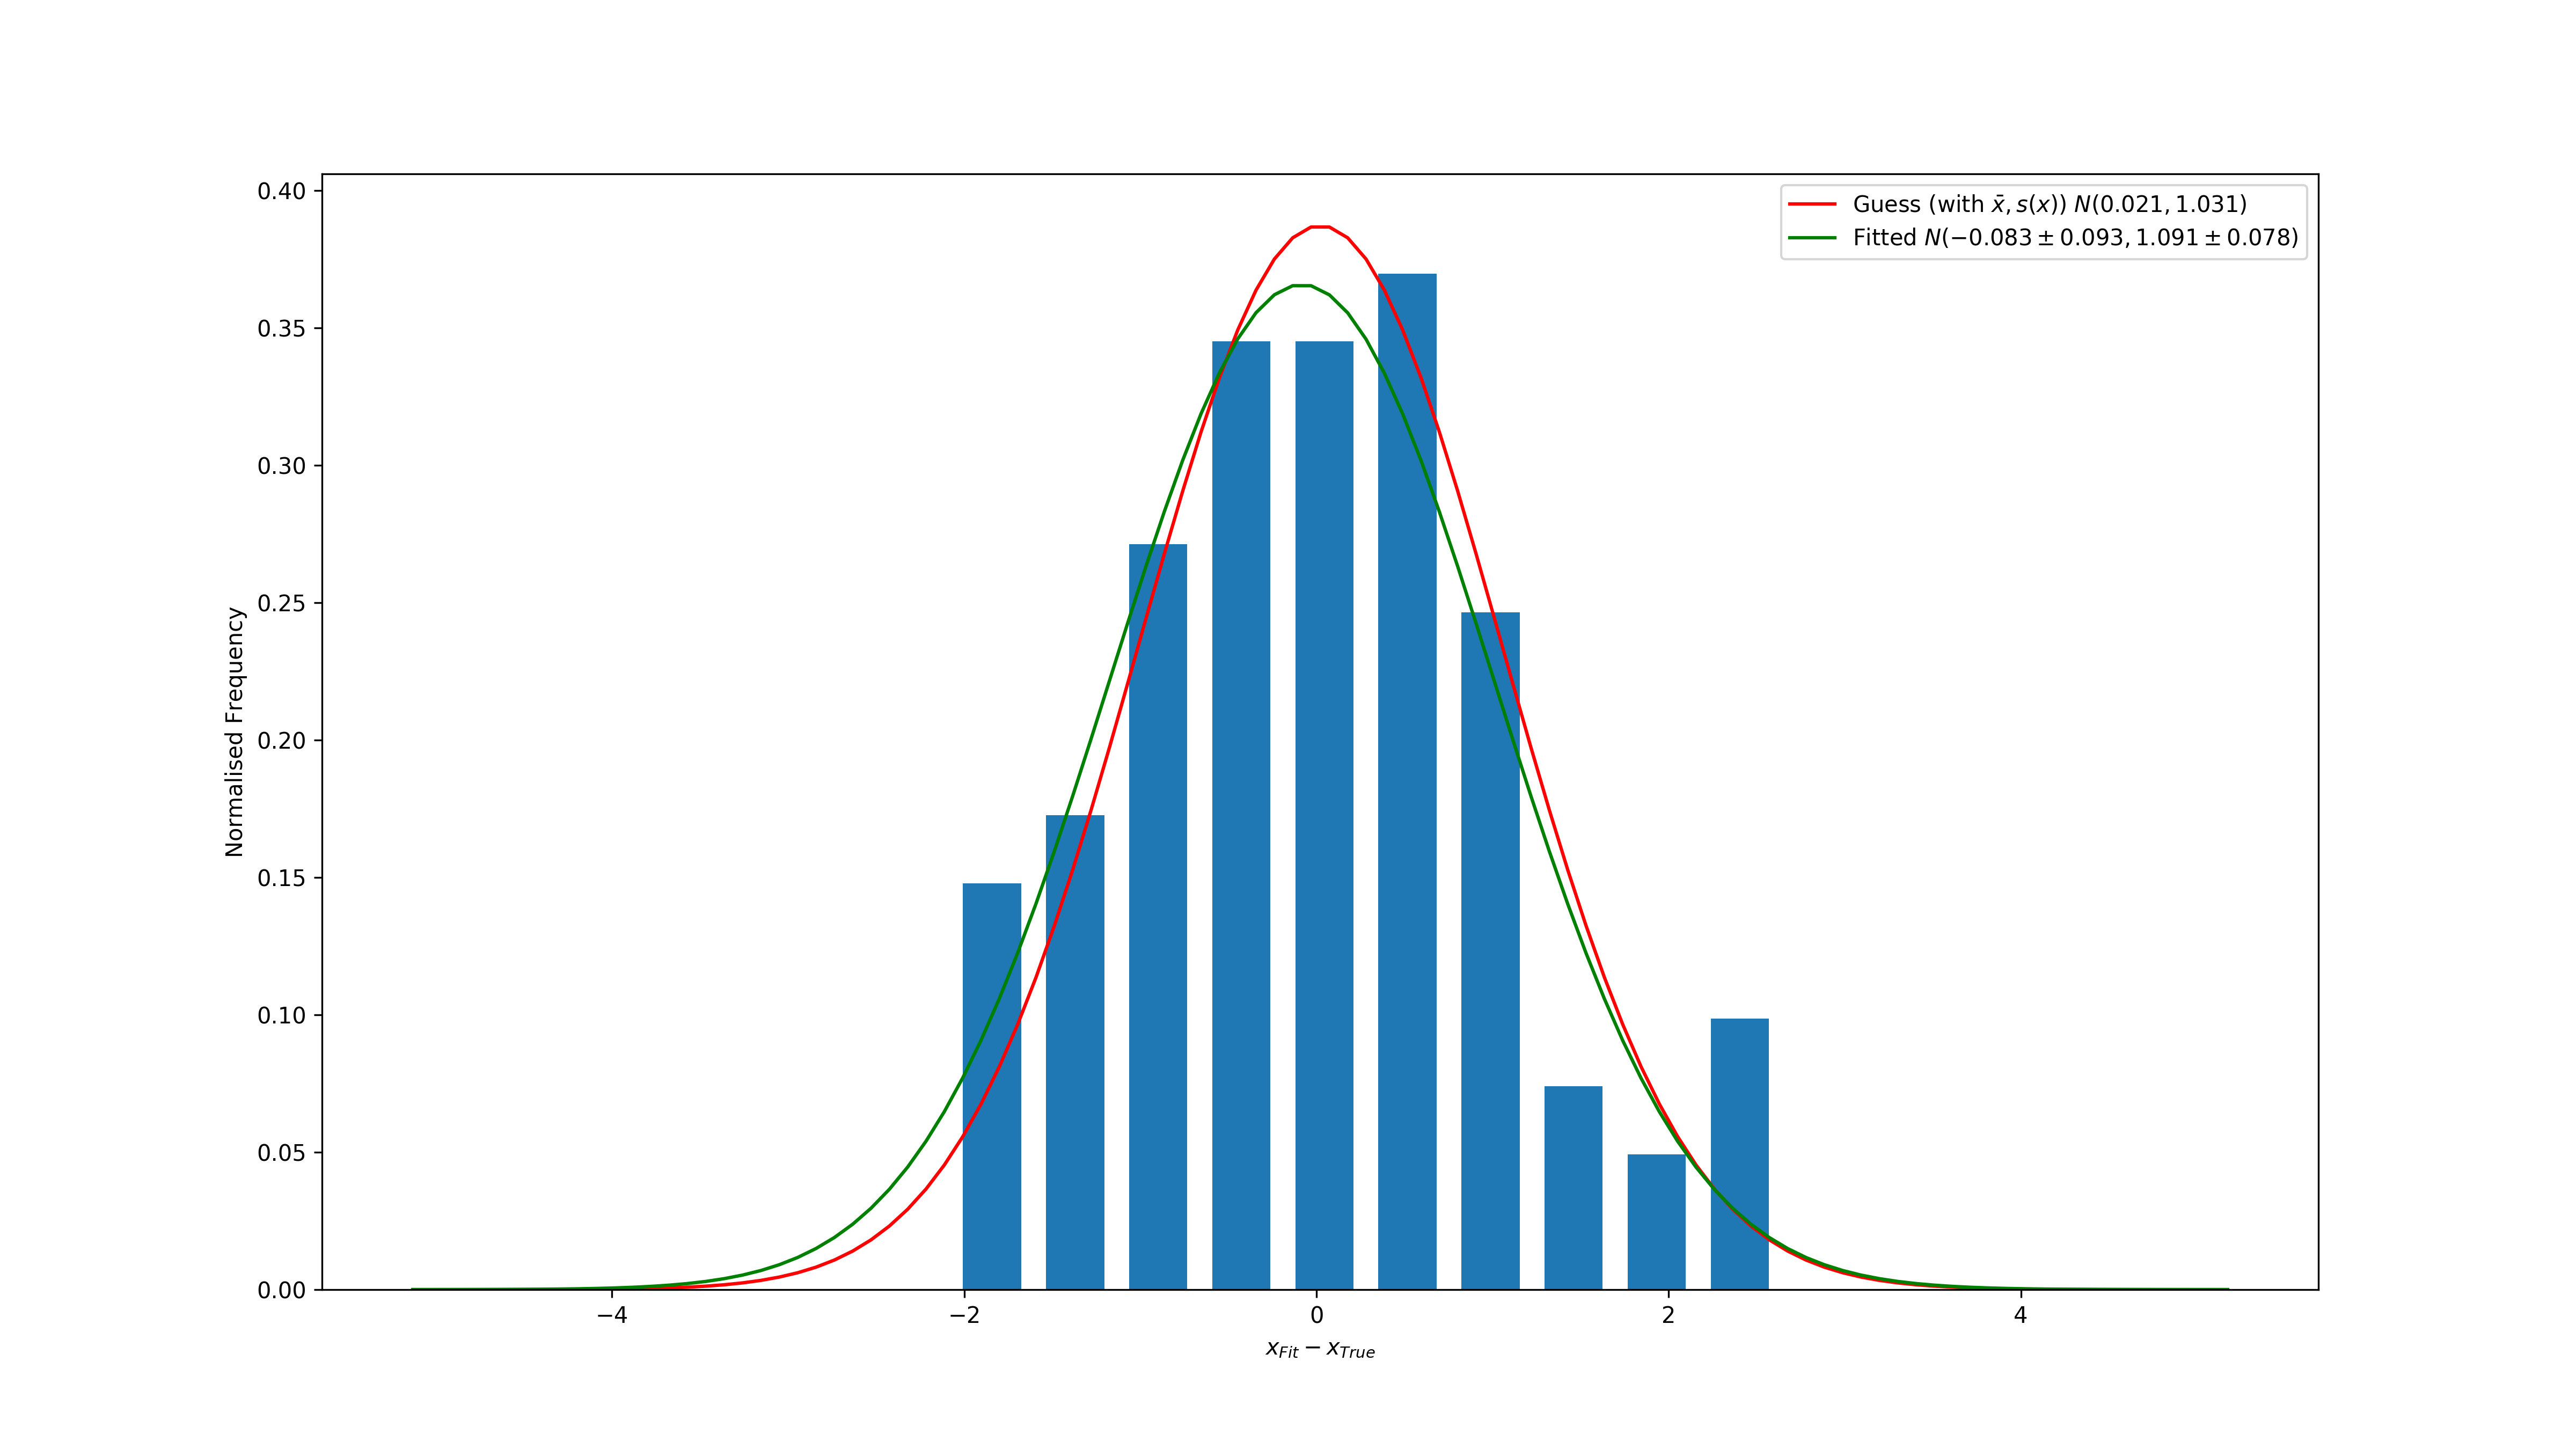 Guess (with x̄, s(x)) N(0.021, 1.031)
Fitted N(−0.083 ± 0.093, 1.091 ± 0.078)
0.40
0.35
0.30
0.25
0.20
0.15
0.10
0.05
0.00
Normalised Frequency
−4 −2 0 2 4
x_Fit − x_True